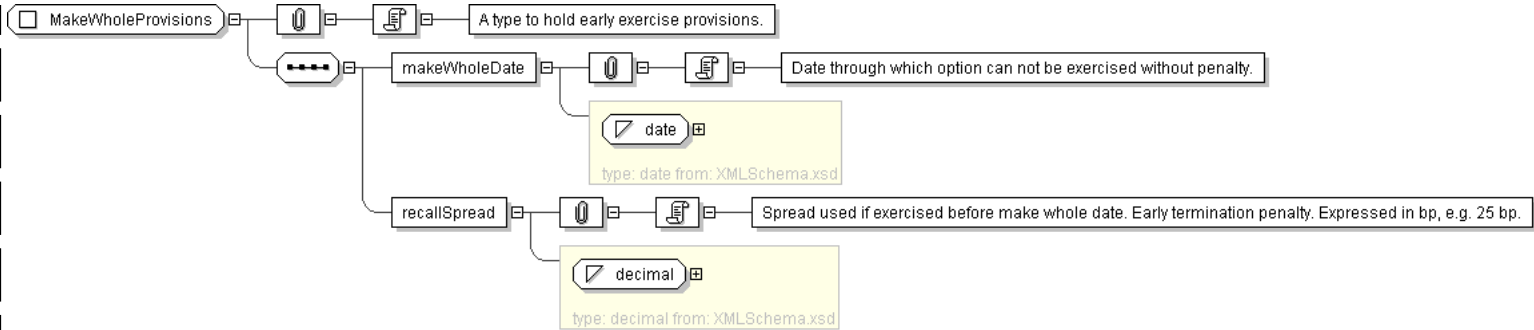 MakeWholeProvisions
A type to hold early exercise provisions.
makeWholeDate
Date through which option can not be exercised without penalty.
date
type: date from: XMLSchema.xsd
recallSpread
Spread used if exercised before make whole date. Early termination penalty. Expressed in bp, e.g. 25 bp.
decimal
type: decimal from: XMLSchema.xsd